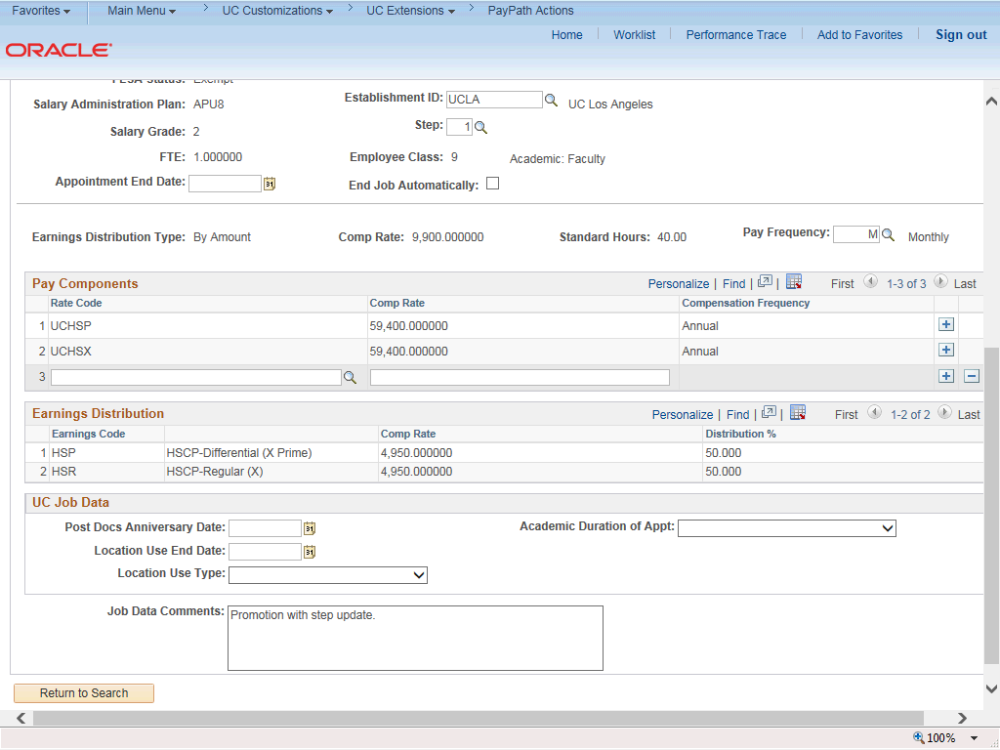 Favorites Main Menu UC Customizations UC Extensions PayPath Actions
Home Worklist Performance Trace Add to Favorites Sign out
ORACLE
Salary Administration Plan: APU8 Establishment ID: UCLA UC Los Angeles
Salary Grade: 2 Step: 1
FTE: 1.000000 Employee Class: 9 Academic: Faculty
Appointment End Date: 31 End Job Automatically:
Earnings Distribution Type: By Amount Comp Rate: 9,900.000000 Standard Hours: 40.00 Pay Frequency: M Monthly
Pay Components Personalize | Find | | First 1-3 of 3 Last
Rate Code Comp Rate Compensation Frequency
1 UCHSP 59,400.000000 Annual
2 UCHSX 59,400.000000 Annual
3
Earnings Distribution Personalize | Find | | First 1-2 of 2 Last
Earnings Code Comp Rate Distribution %
1 HSP HSCP-Differential (X Prime) 4,950.000000 50.000
2 HSR HSCP-Regular (X) 4,950.000000 50.000
UC Job Data
Post Docs Anniversary Date: 31 Academic Duration of Appt:
Location Use End Date: 31
Location Use Type:
Job Data Comments: Promotion with step update.
Return to Search
100%